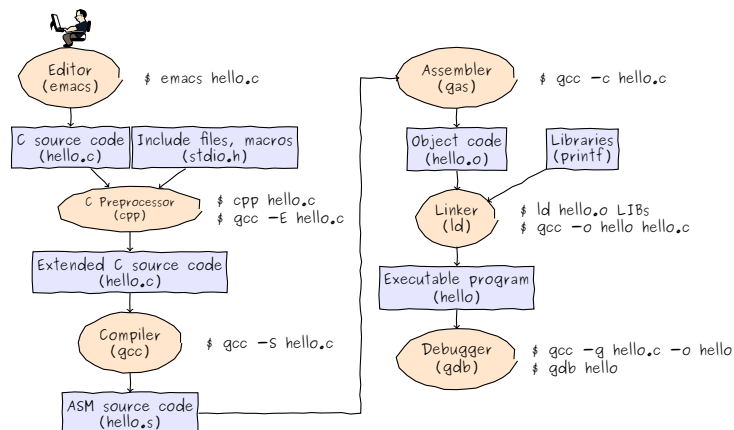 Editor
(emacs)
$ emacs hello.c
C source code
(hello.c)
Include files, macros
(stdio.h)
C Preprocessor
(cpp)
$ cpp hello.c
$ gcc -E hello.c
Extended C source code
(hello.c)
Compiler
(gcc)
$ gcc -S hello.c
ASM source code
(hello.s)
Assembler
(gas)
$ gcc -c hello.c
Object code
(hello.o)
Libraries
(printf)
Linker
(ld)
$ ld hello.o LIBs
$ gcc -o hello hello.c
Executable program
(hello)
Debugger
(gdb)
$ gcc -g hello.c -o hello
$ gdb hello